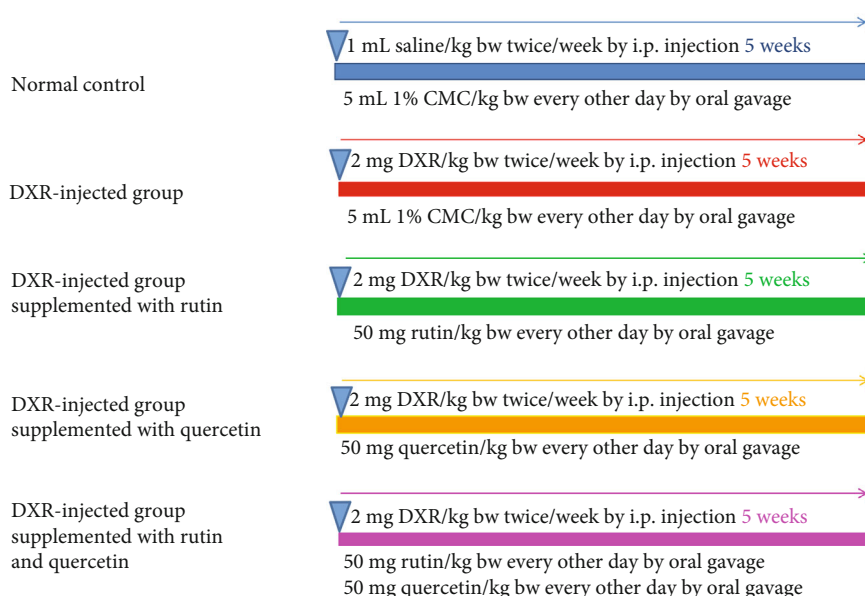 1 mL saline/kg bw twice/week by i.p. injection 5 weeks
Normal control
5 mL 1% CMC/kg bw every other day by oral gavage
2 mg DXR/kg bw twice/week by i.p. injection 5 weeks
DXR-injected group
5 mL 1% CMC/kg bw every other day by oral gavage
DXR-injected group
supplemented with rutin
2 mg DXR/kg bw twice/week by i.p. injection 5 weeks
50 mg rutin/kg bw every other day by oral gavage
DXR-injected group
supplemented with quercetin
2 mg DXR/kg bw twice/week by i.p. injection 5 weeks
50 mg quercetin/kg bw every other day by oral gavage
DXR-injected group
supplemented with rutin
and quercetin
2 mg DXR/kg bw twice/week by i.p. injection 5 weeks
50 mg rutin/kg bw every other day by oral gavage
50 mg quercetin/kg bw every other day by oral gavage